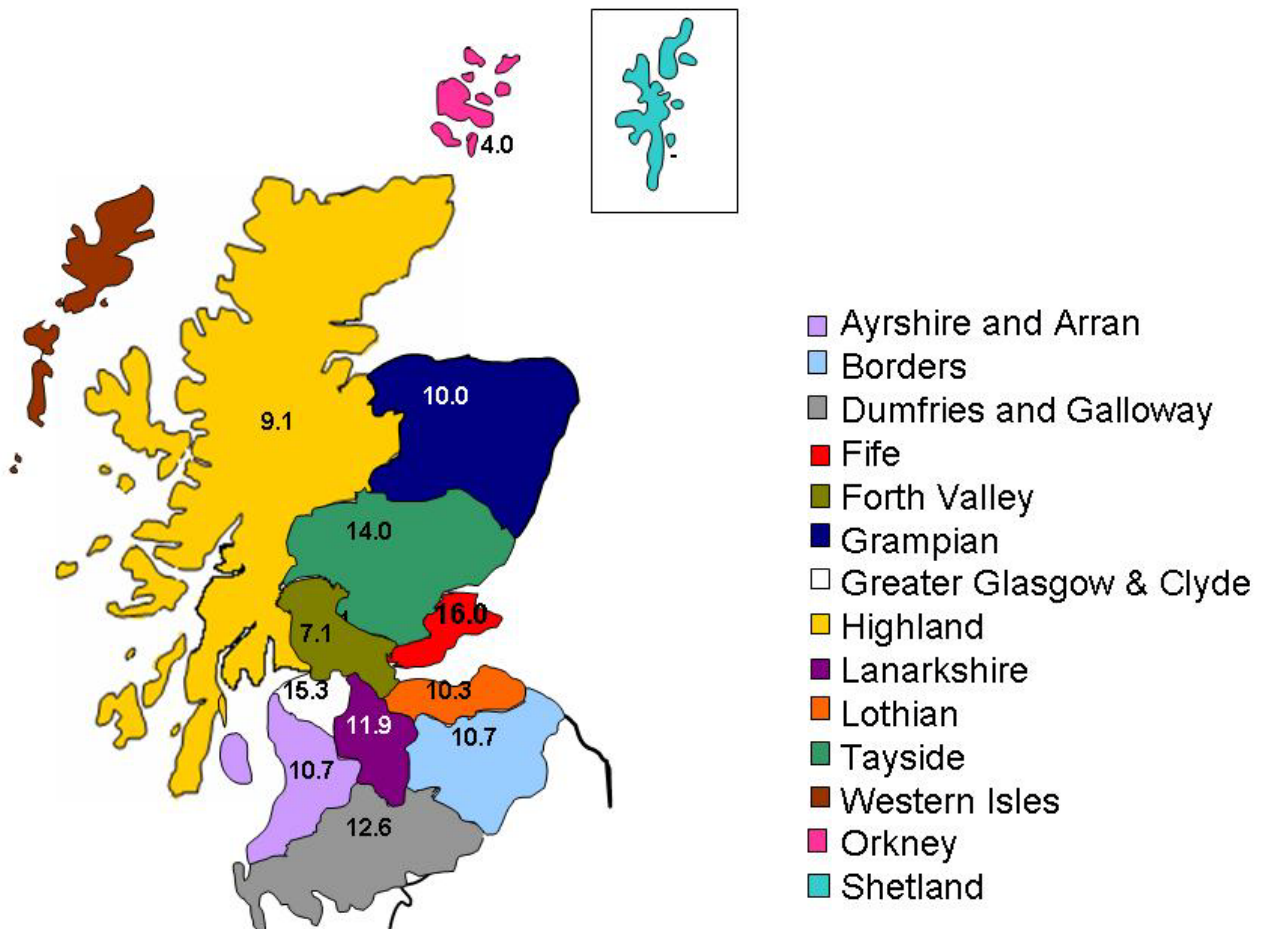 4.0
-
9.1
10.0
14.0
16.0
7.1
15.3
10.3
11.9
10.7
10.7
12.6
Ayrshire and Arran
Borders
Dumfries and Galloway
Fife
Forth Valley
Grampian
Greater Glasgow & Clyde
Highland
Lanarkshire
Lothian
Tayside
Western Isles
Orkney
Shetland